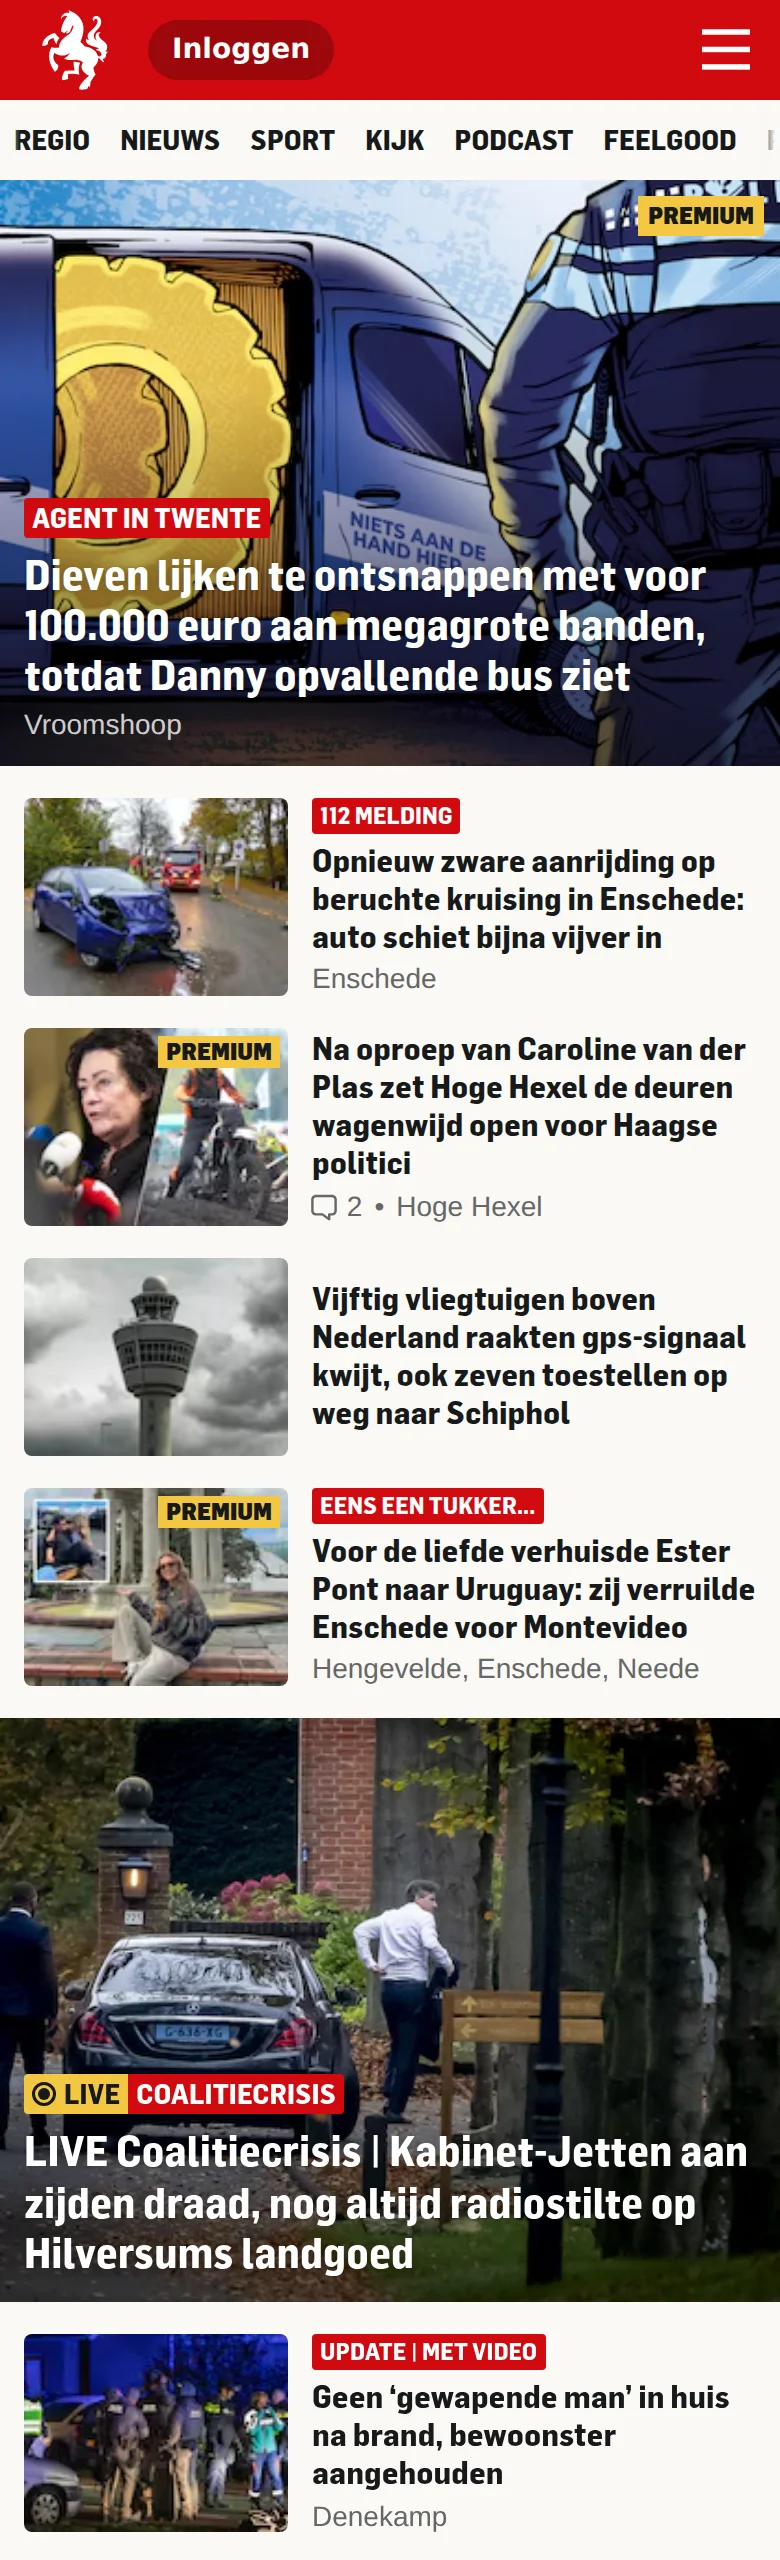 Inloggen
REGIO NIEUWS SPORT KIJK PODCAST FEELGOOD
PREMIUM
NIETS AAN DE
HAND HIER
AGENT IN TWENTE
Dieven lijken te ontsnappen met voor
100.000 euro aan megagrote banden,
totdat Danny opvallende bus ziet
Vroomshoop
112 MELDING
Opnieuw zware aanrijding op
beruchte kruising in Enschede:
auto schiet bijna vijver in
Enschede
PREMIUM
Na oproep van Caroline van der
Plas zet Hoge Hexel de deuren
wagenwijd open voor Haagse
politici
2 • Hoge Hexel
Vijftig vliegtuigen boven
Nederland raakten gps-signaal
kwijt, ook zeven toestellen op
weg naar Schiphol
PREMIUM
EENS EEN TUKKER...
Voor de liefde verhuisde Ester
Pont naar Uruguay: zij verruilde
Enschede voor Montevideo
Hengevelde, Enschede, Neede
G-636-XG
LIVE COALITIECRISIS
LIVE Coalitiecrisis | Kabinet-Jetten aan
zijden draad, nog altijd radiostilte op
Hilversums landgoed
UPDATE | MET VIDEO
Geen ‘gewapende man’ in huis
na brand, bewoonster
aangehouden
Denekamp